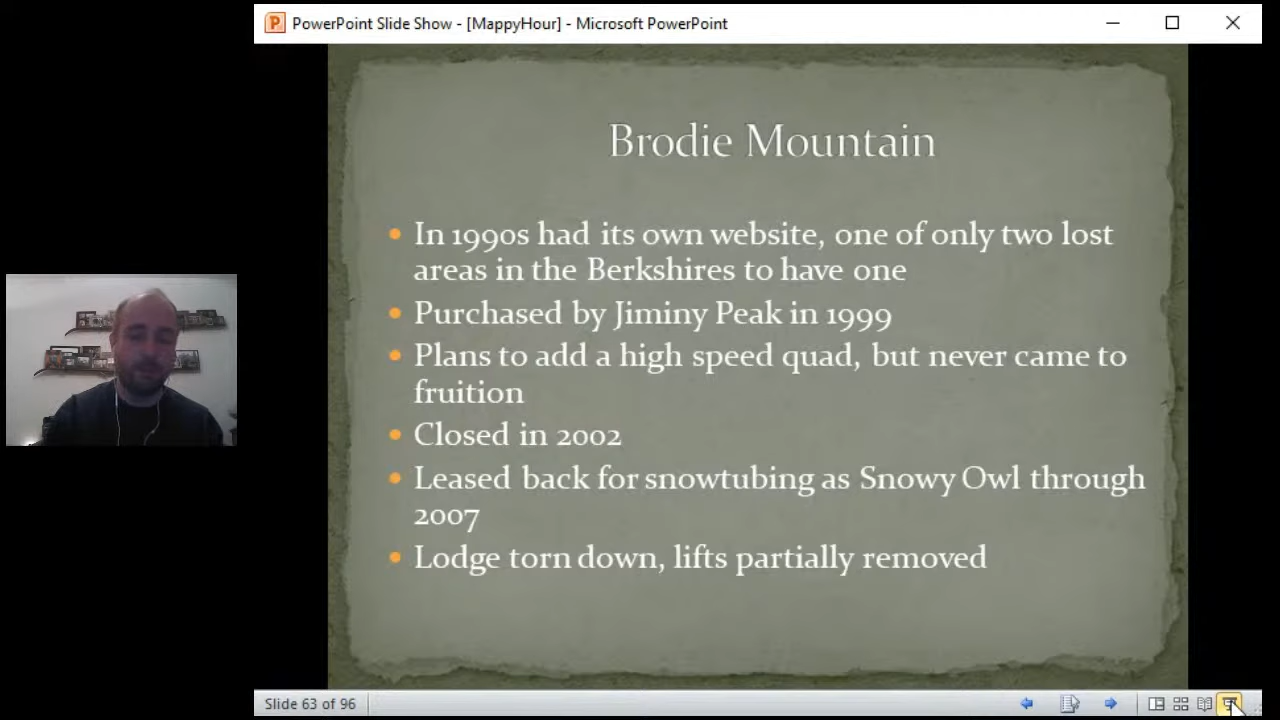 PowerPoint Slide Show - [MappyHour] - Microsoft PowerPoint
Brodie Mountain
• In 1990s had its own website, one of only two lost
areas in the Berkshires to have one
• Purchased by Jiminy Peak in 1999
• Plans to add a high speed quad, but never came to
fruition
• Closed in 2002
• Leased back for snowtubing as Snowy Owl through
2007
• Lodge torn down, lifts partially removed
Slide 63 of 96